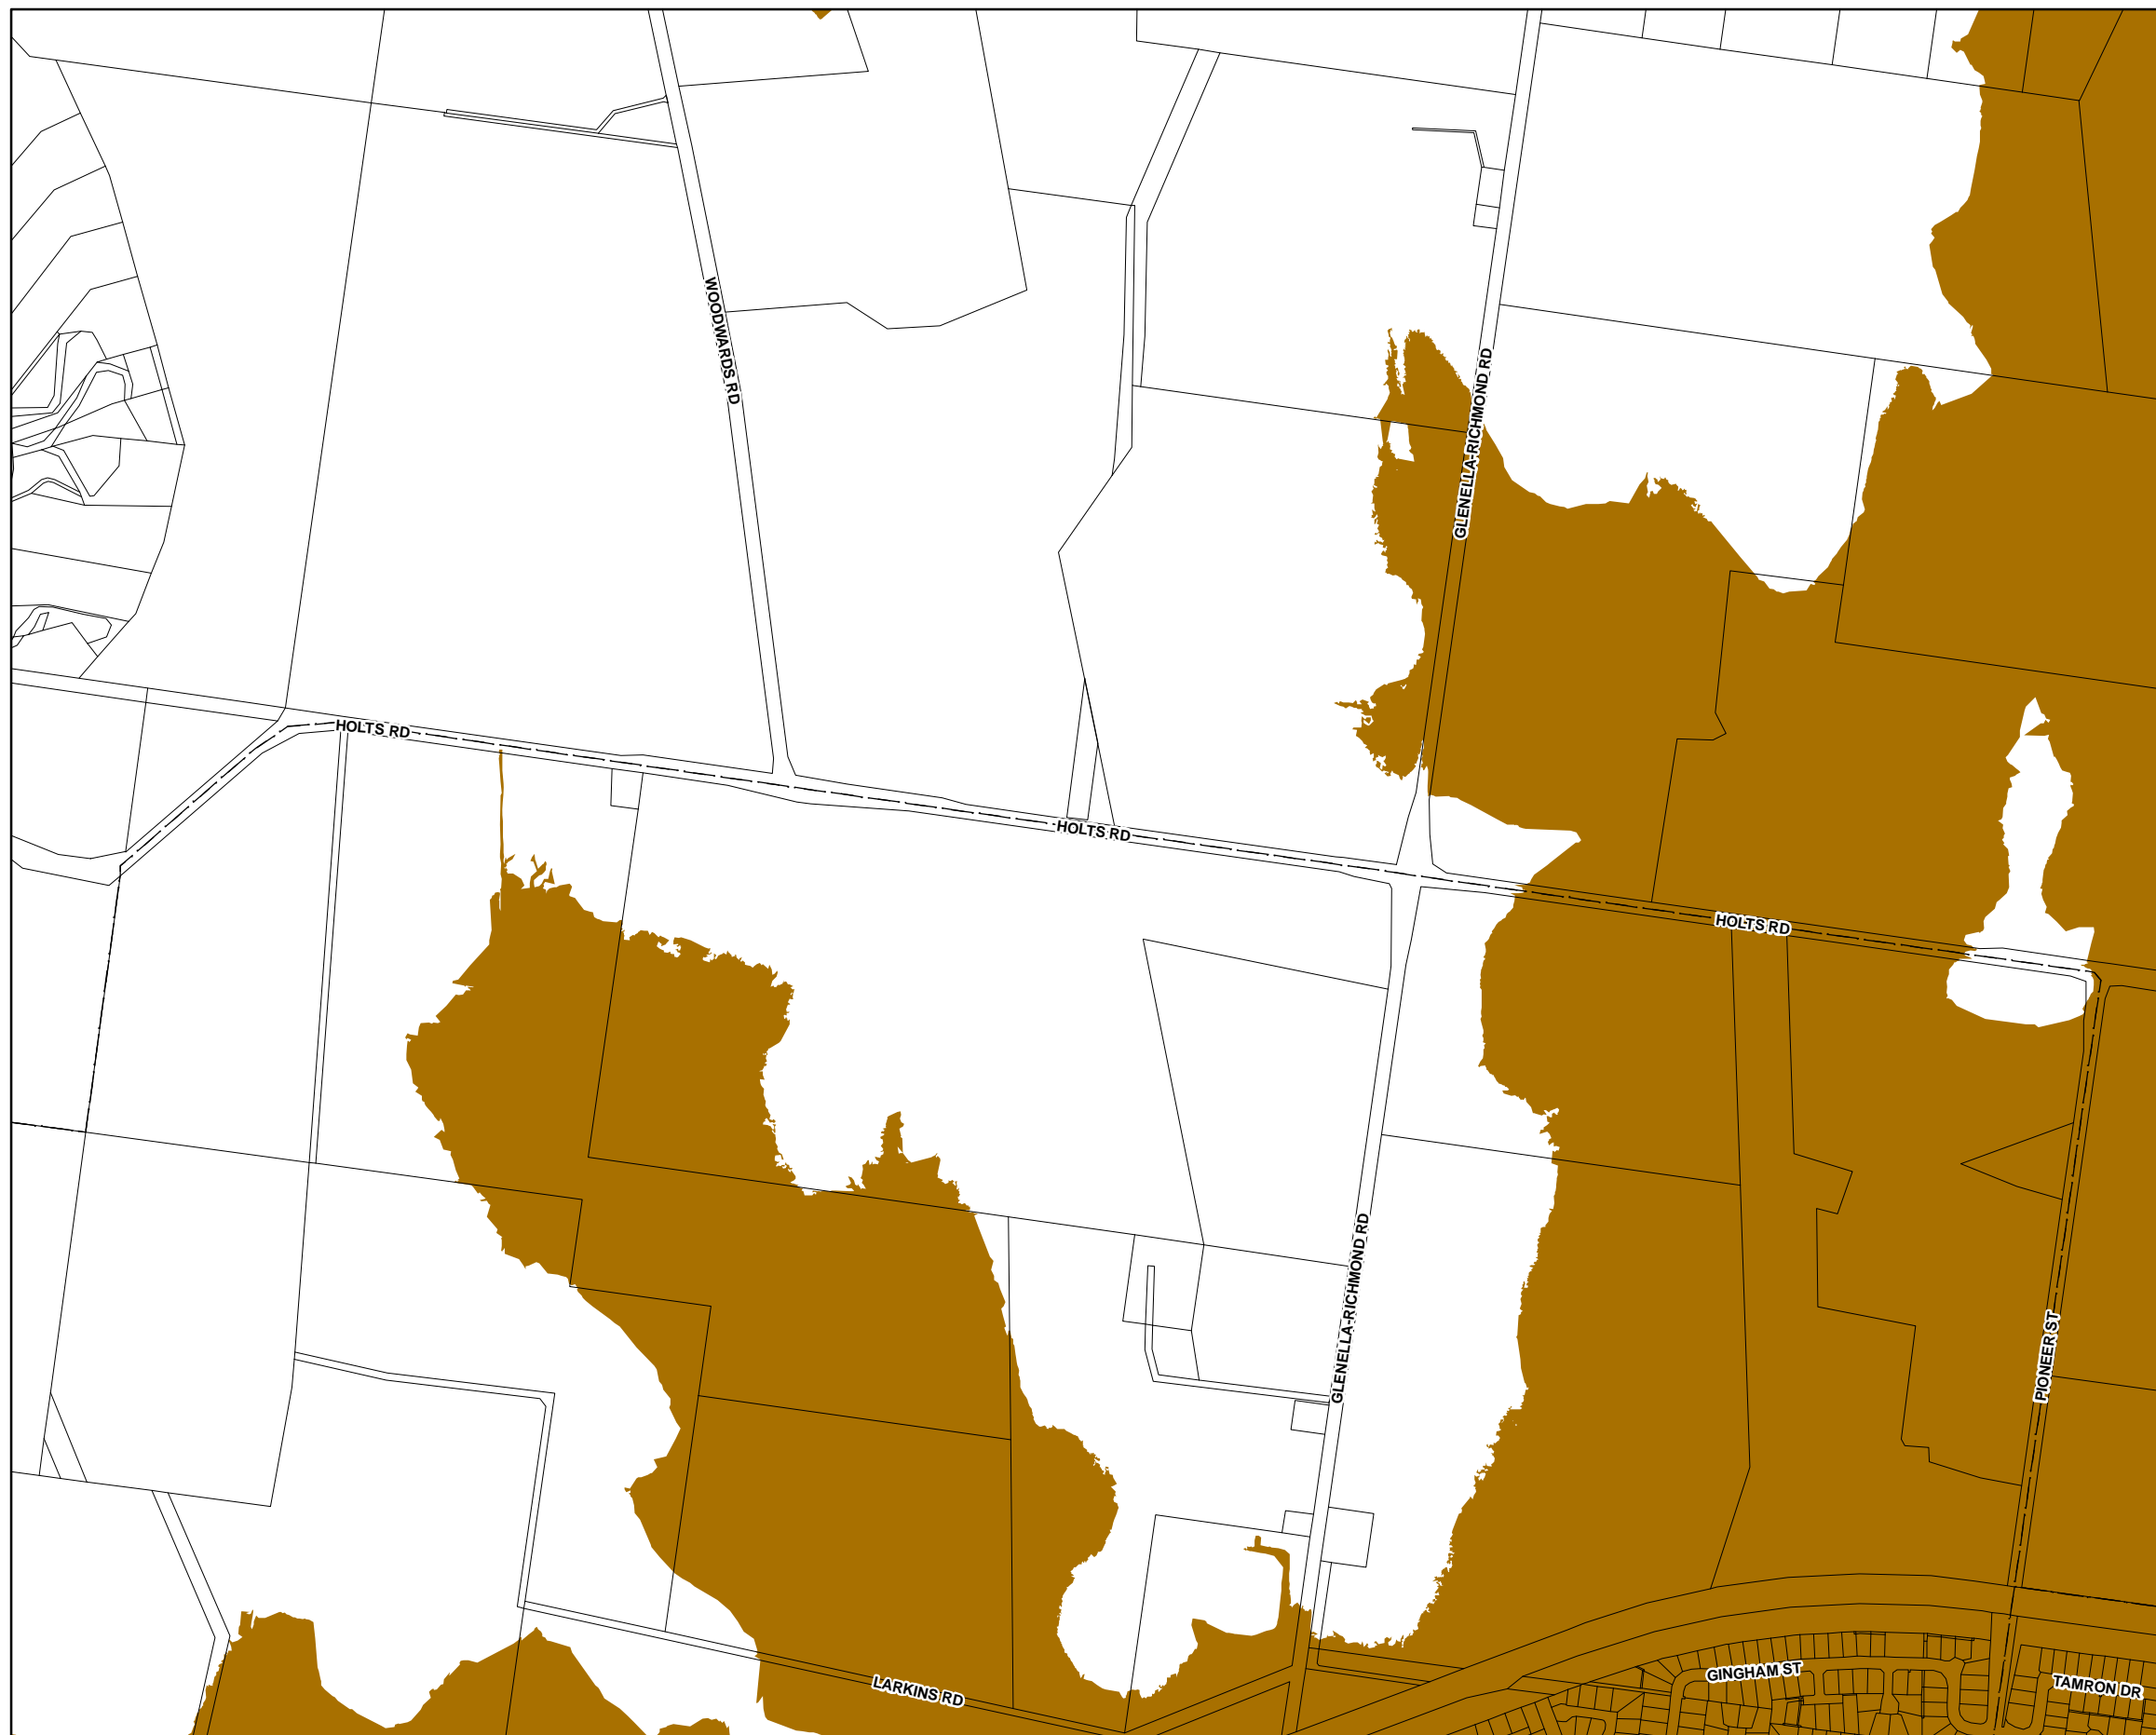 WOODWARDS RD
GLENELLA-RICHMOND RD
HOLTS RD
HOLTS RD
HOLTS RD
GLENELLA-RICHMOND RD
PIONEER ST
GINGHAM ST
TAMRON DR
LARKINS RD